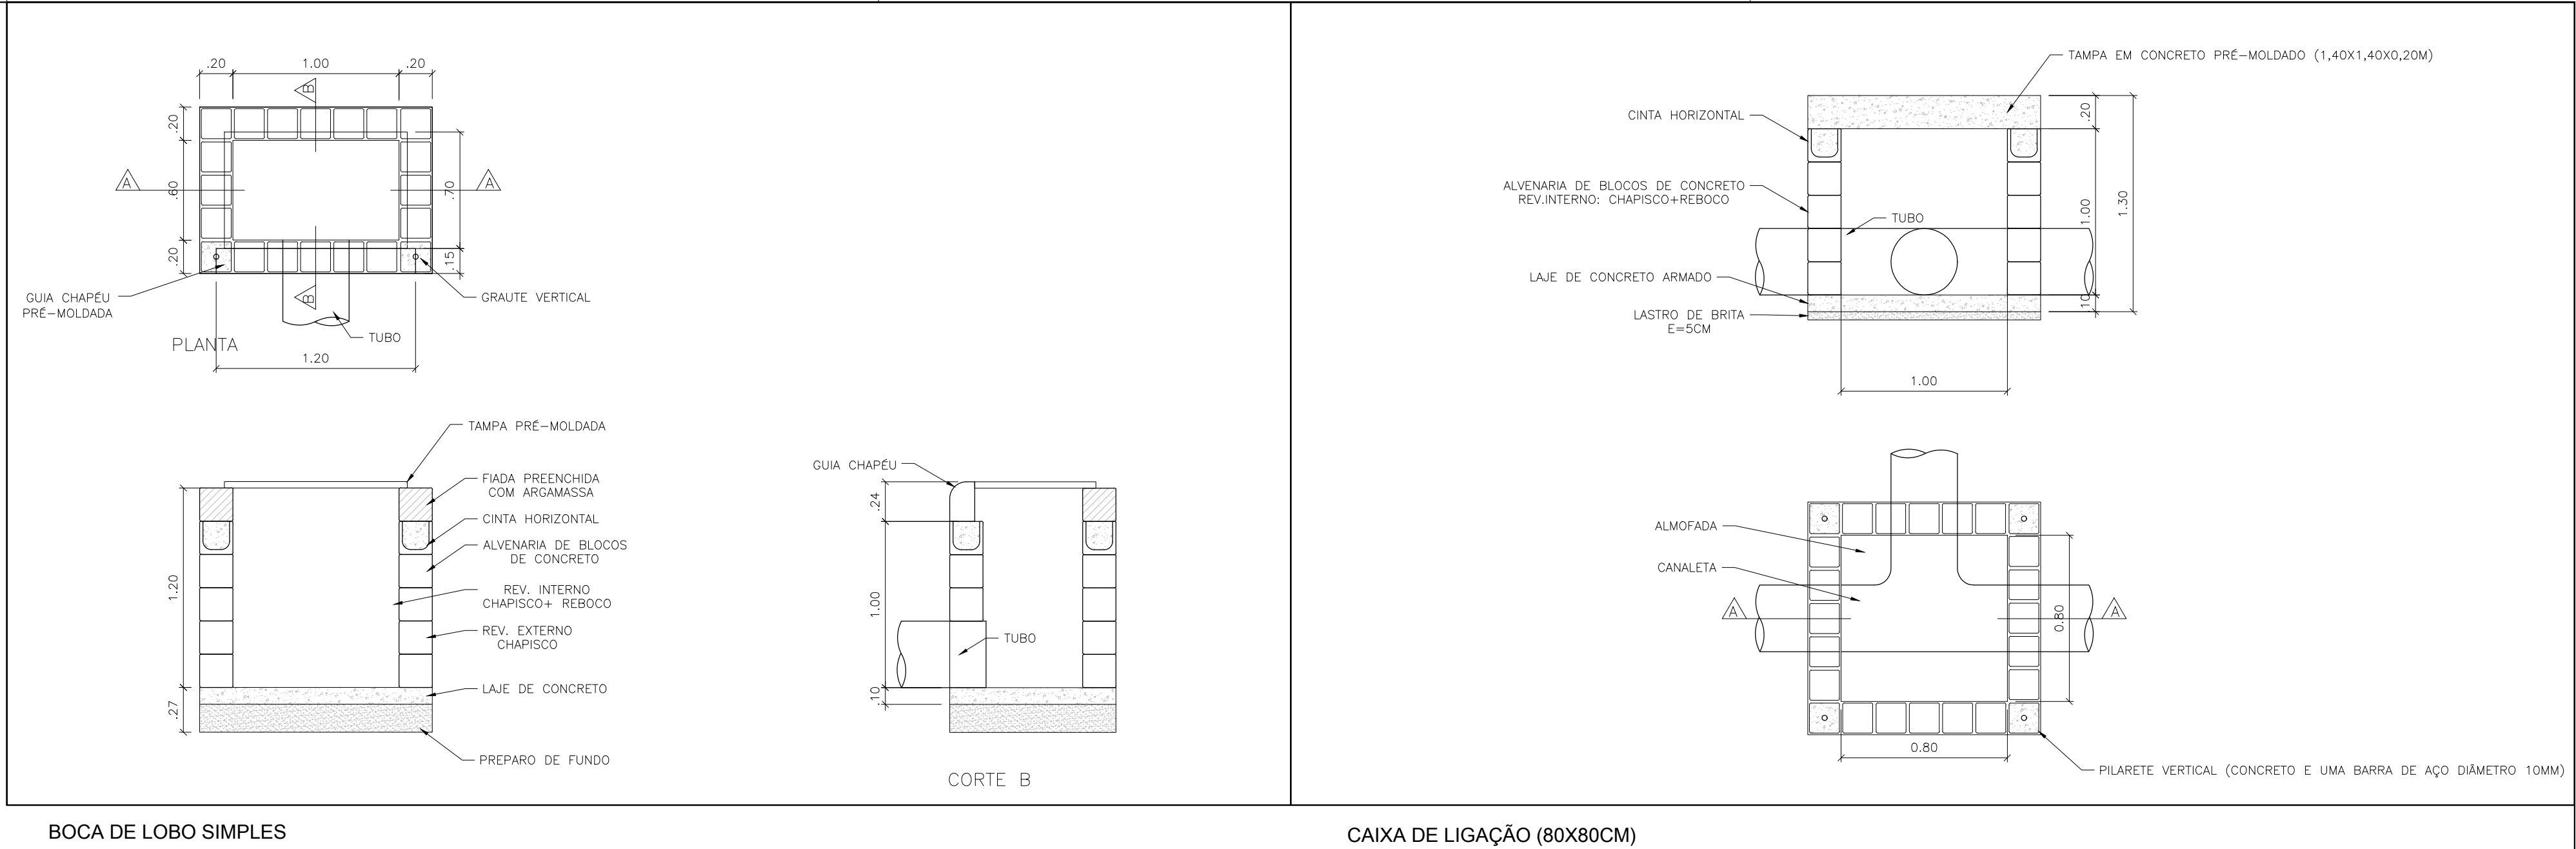 .20
1.00
.20
B
.20
.60
.20
A
A
.70
.15
B
GUIA CHAPÉU
PRÉ-MOLDADA
GRAUTE VERTICAL
TUBO
PLANTA
1.20
TAMPA PRÉ-MOLDADA
FIADA PREENCHIDA
COM ARGAMASSA
CINTA HORIZONTAL
ALVENARIA DE BLOCOS
DE CONCRETO
REV. INTERNO
CHAPISCO+ REBOCO
REV. EXTERNO
CHAPISCO
LAJE DE CONCRETO
PREPARO DE FUNDO
1.20
.27
GUIA CHAPÉU
.24
1.00
.10
TUBO
CORTE B
BOCA DE LOBO SIMPLES
TAMPA EM CONCRETO PRÉ-MOLDADO (1,40X1,40X0,20M)
CINTA HORIZONTAL
ALVENARIA DE BLOCOS DE CONCRETO
REV.INTERNO: CHAPISCO+REBOCO
TUBO
LAJE DE CONCRETO ARMADO
LASTRO DE BRITA
E=5CM
.20
1.00
.10
1.30
1.00
ALMOFADA
CANALETA
A
A
0.80
0.80
PILARETE VERTICAL (CONCRETO E UMA BARRA DE AÇO DIÂMETRO 10MM)
CAIXA DE LIGAÇÃO (80X80CM)